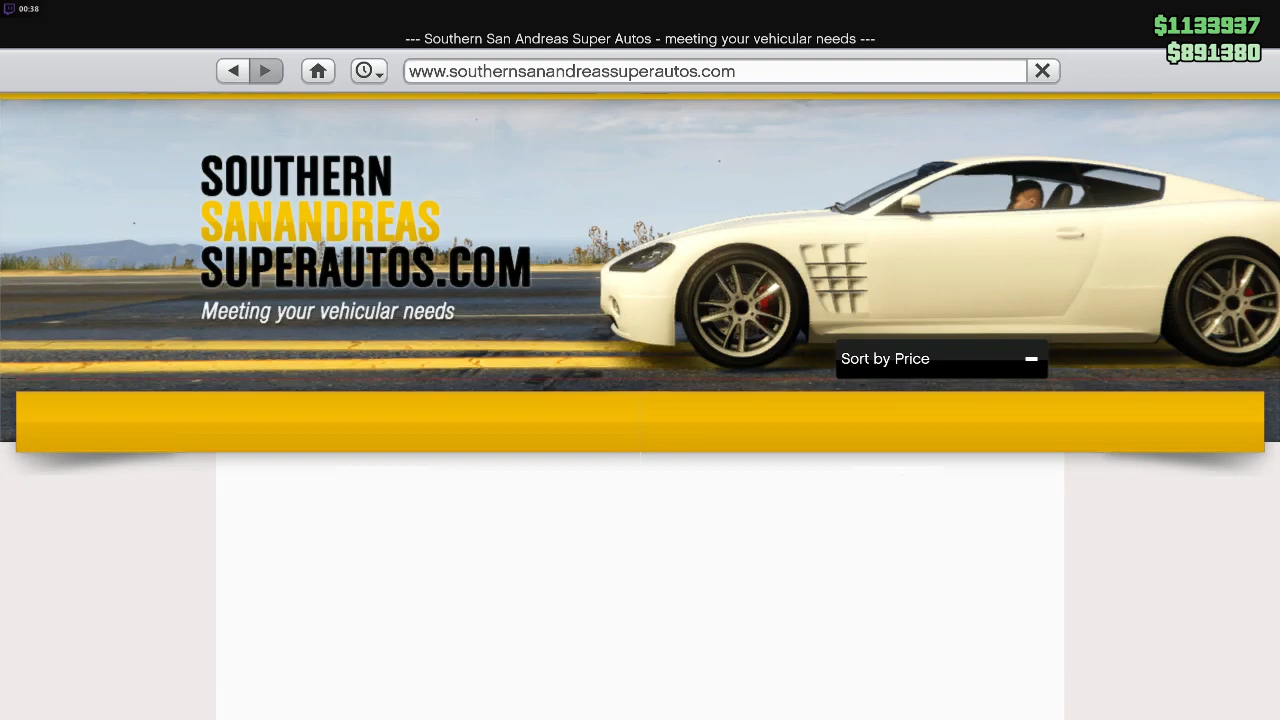 00:38
--- Southern San Andreas Super Autos - meeting your vehicular needs ---
$1133937
$891380
www.southernsanandreassuperautos.com
SOUTHERN
SANANDREAS
SUPERAUTOS.COM
Meeting your vehicular needs
Sort by Price